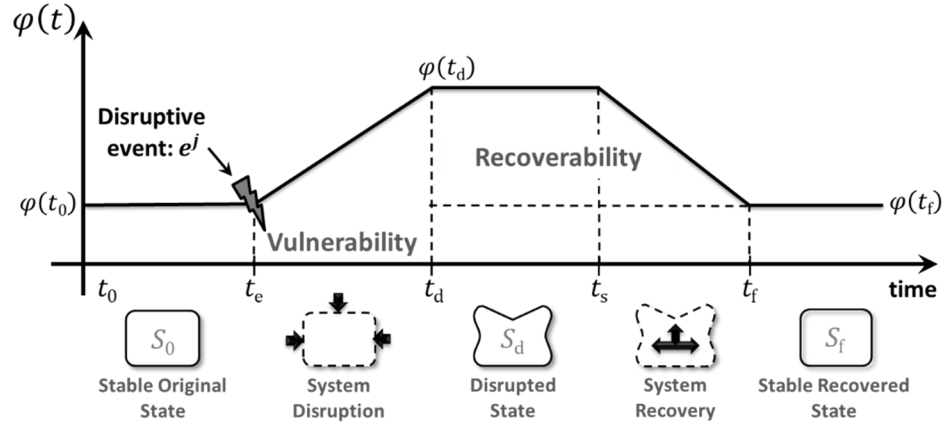 φ(t)
φ(t_d)
Disruptive
event: e^j
Recoverability
φ(t_0)
φ(t_f)
Vulnerability
t_0 t_e t_d t_s t_f time
S_0 S_d S_f
Stable Original System Disrupted System Stable Recovered
State Disruption State Recovery State